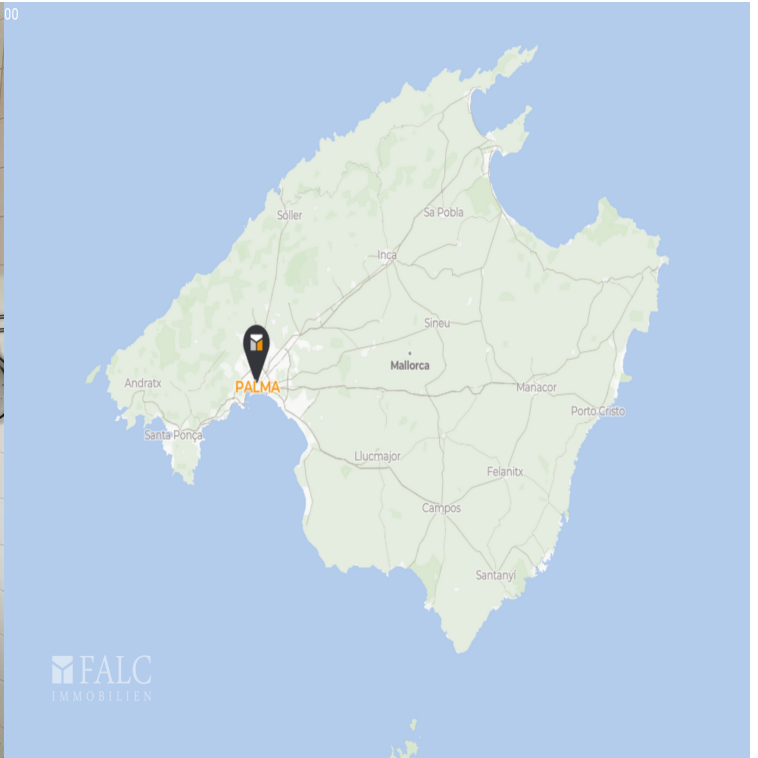 00
Sóller
Sa Pobla
Inca
Sineu
Mallorca
PALMA
Andratx
Manacor
Porto Cristo
Santa Ponça
Llucmajor
Felanitx
Campos
Santanyí
FALC
IMMOBILIEN